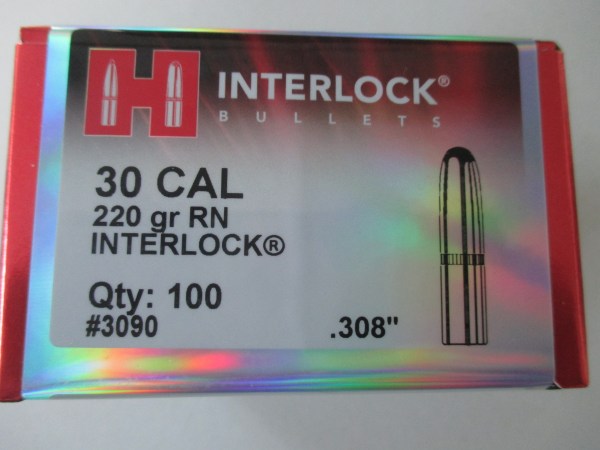 H INTERLOCK®
BULLETS
30 CAL
220 gr RN
INTERLOCK®
Qty: 100
#3090
.308"